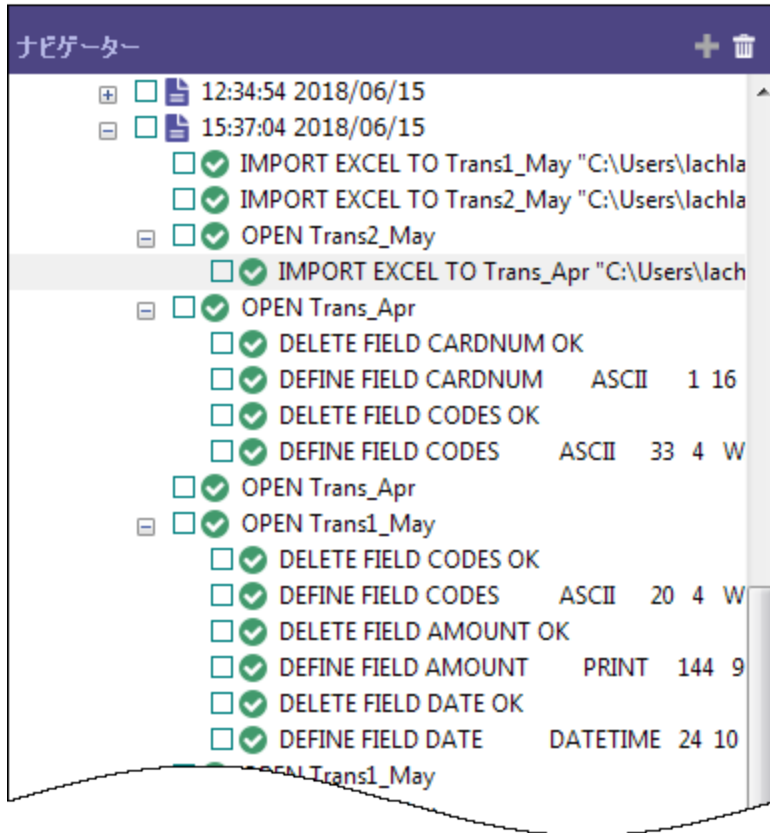 ナビゲーター
12:34:54 2018/06/15
15:37:04 2018/06/15
IMPORT EXCEL TO Trans1_May "C:\Users\lachla
IMPORT EXCEL TO Trans2_May "C:\Users\lachla
OPEN Trans2_May
IMPORT EXCEL TO Trans_Apr "C:\Users\lach
OPEN Trans_Apr
DELETE FIELD CARDNUM OK
DEFINE FIELD CARDNUM ASCII 1 16
DELETE FIELD CODES OK
DEFINE FIELD CODES ASCII 33 4 W
OPEN Trans_Apr
OPEN Trans1_May
DELETE FIELD CODES OK
DEFINE FIELD CODES ASCII 20 4 W
DELETE FIELD AMOUNT OK
DEFINE FIELD AMOUNT PRINT 144 9
DELETE FIELD DATE OK
DEFINE FIELD DATE DATETIME 24 10
OPEN Trans1_May